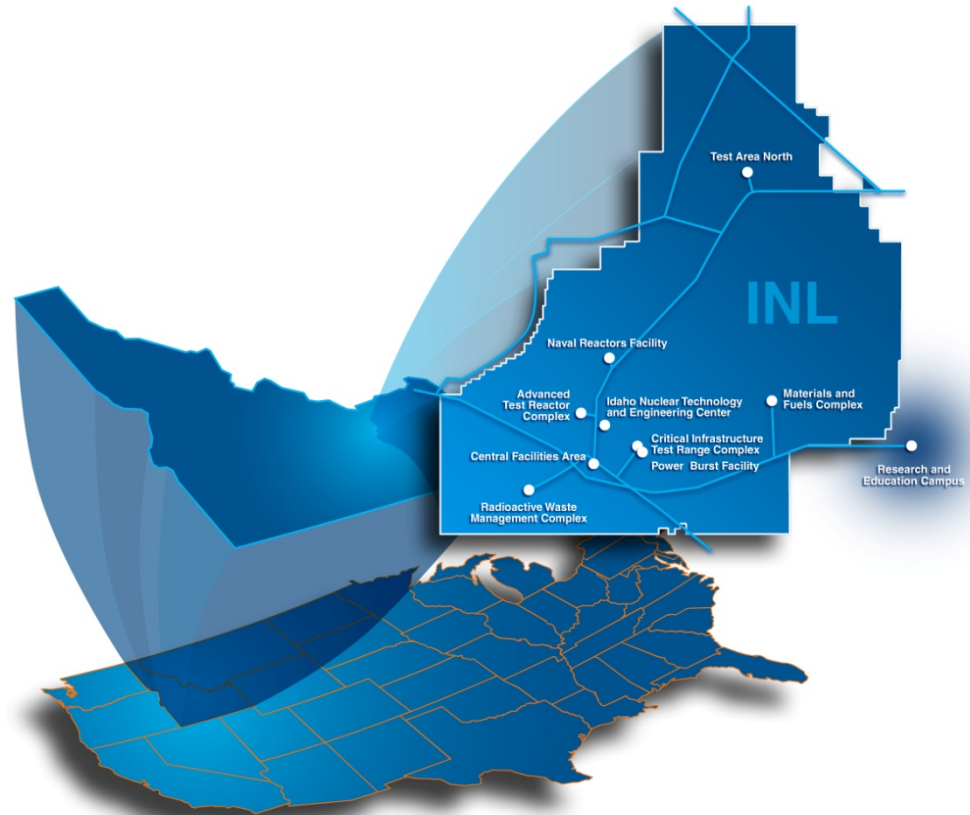 Test Area North
INL
Naval Reactors Facility
Advanced
Test Reactor
Complex
Idaho Nuclear Technology
and Engineering Center
Materials and
Fuels Complex
Critical Infrastructure
Test Range Complex
Central Facilities Area
Power Burst Facility
Research and
Education Campus
Radioactive Waste
Management Complex